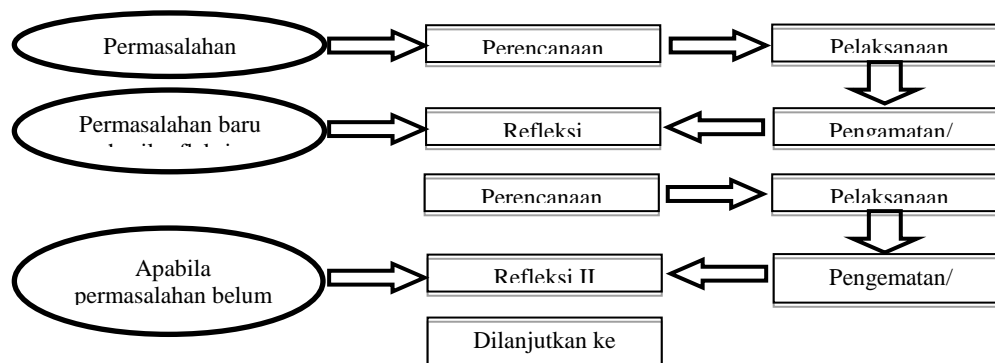 Permasalahan
Perencanaan
Pelaksanaan
Permasalahan baru
Refleksi
Pengamatan/
Perencanaan
Pelaksanaan
Apabila
permasalahan belum
Refleksi II
Pengematan/
Dilanjutkan ke